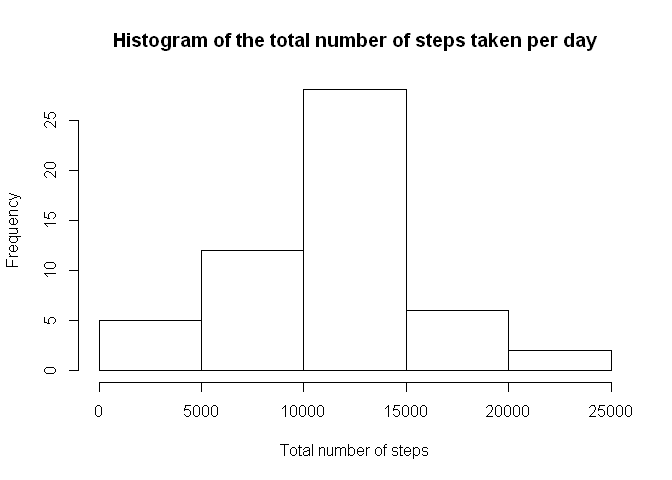 Histogram of the total number of steps taken per day
Frequency
25
20
15
10
5
0
0 5000 10000 15000 20000 25000
Total number of steps